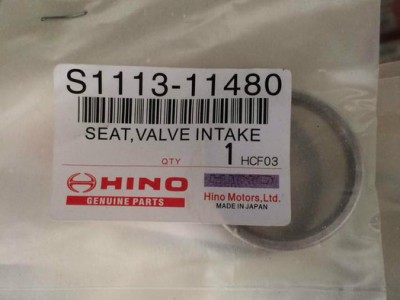 S1113-11480
SEAT,VALVE INTAKE
QTY 1 HCF03
HINO
GENUINE PARTS
Hino Motors,Ltd.
MADE IN JAPAN